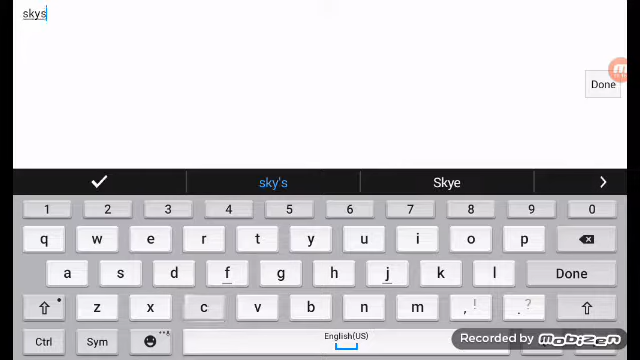 skys
Done
sky's Skye
1 2 3 4 5 6 7 8 9 0
q w e r t y u i o p
a s d f g h j k l Done
z x c v b n m , ! . ?
Ctrl Sym English(US)
Recorded by MOBIZEN